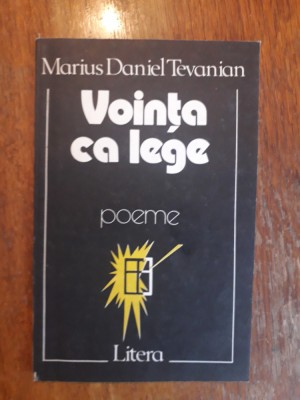 Marius Daniel Tevanian
Voința
ca lege
poeme
Litera